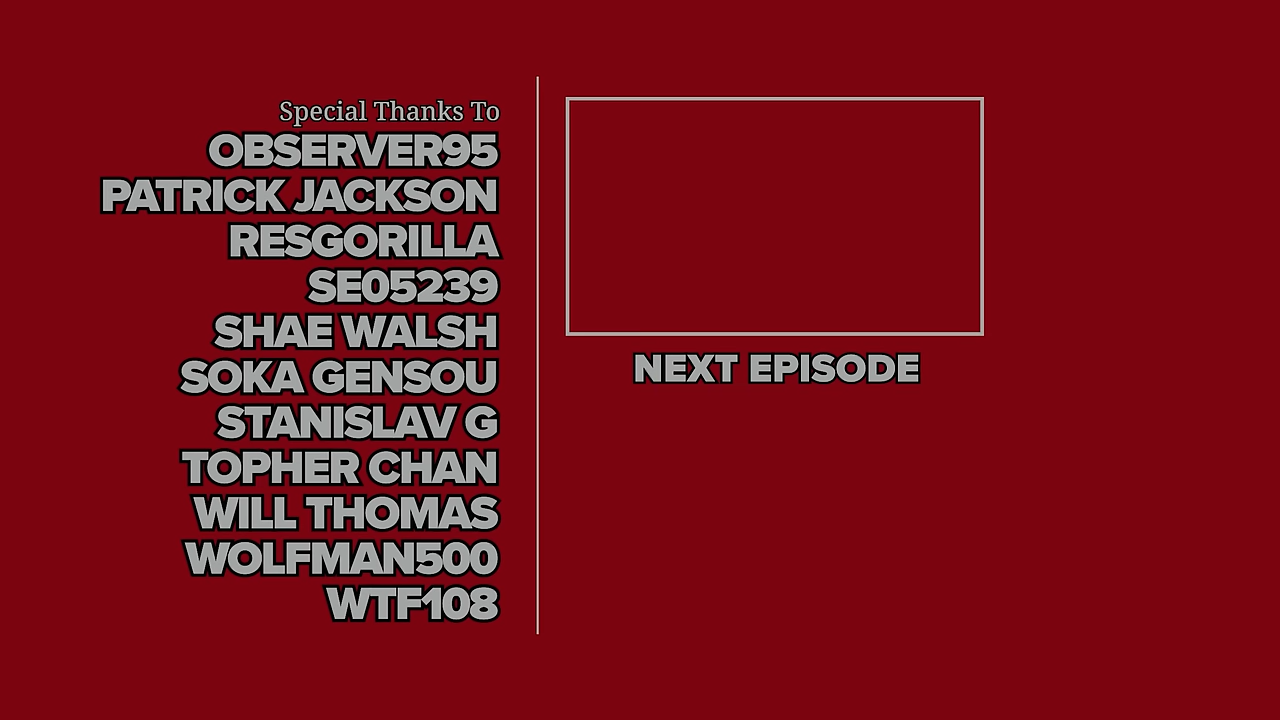 Special Thanks To
OBSERVER95
PATRICK JACKSON
RESGORILLA
SE05239
SHAE WALSH
SOKA GENSOU
STANISLAV G
TOPHER CHAN
WILL THOMAS
WOLFMAN500
WTF108
NEXT EPISODE